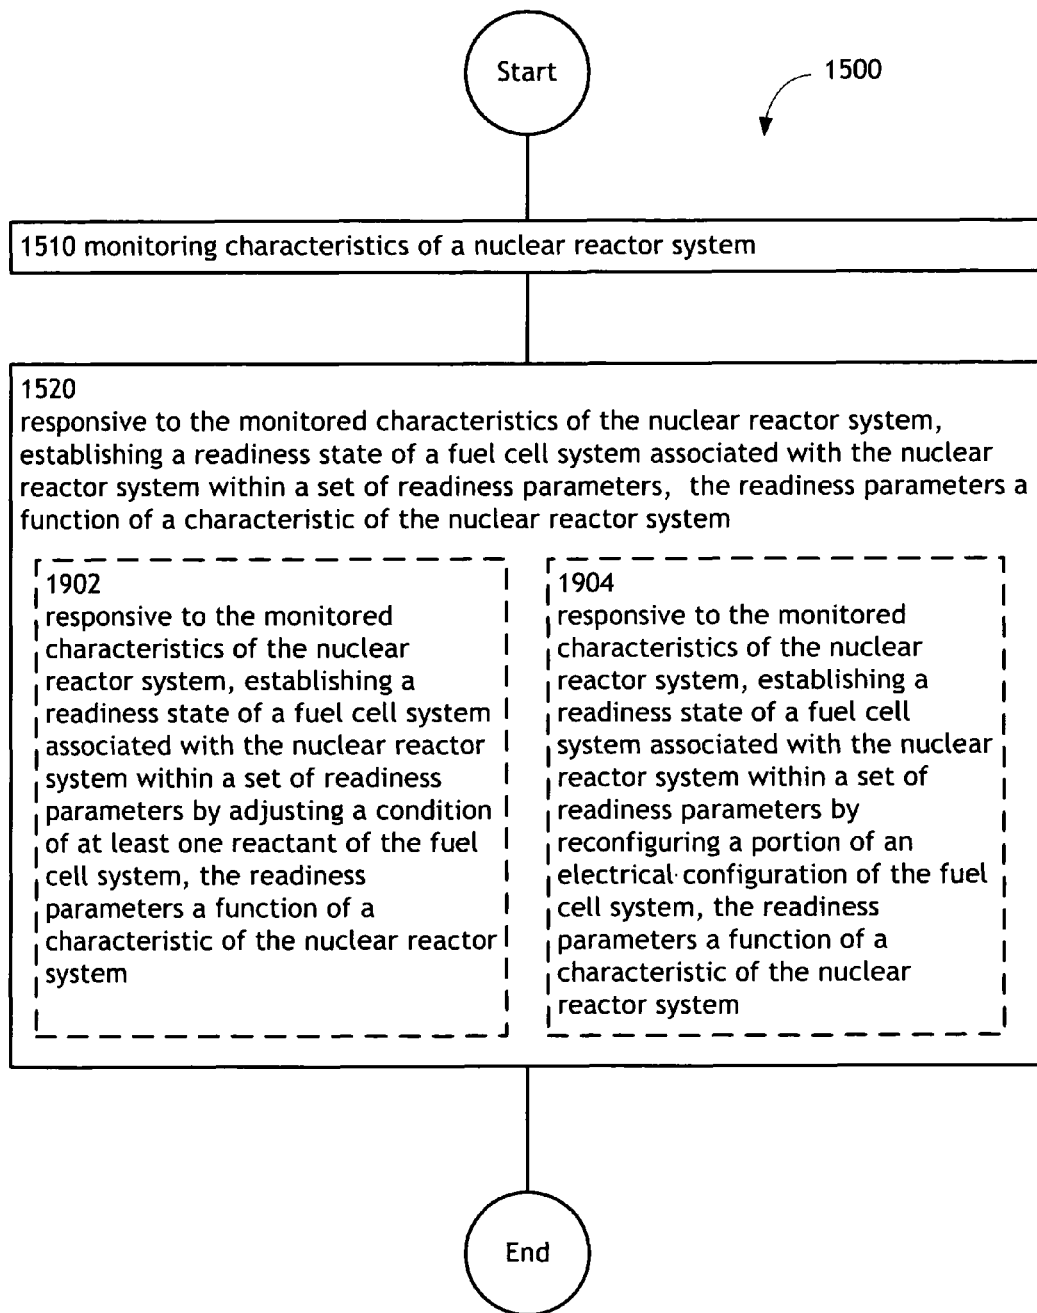 Start
1500
1510 monitoring characteristics of a nuclear reactor system
1520
responsive to the monitored characteristics of the nuclear reactor system,
establishing a readiness state of a fuel cell system associated with the nuclear
reactor system within a set of readiness parameters, the readiness parameters a
function of a characteristic of the nuclear reactor system
1902
responsive to the monitored
characteristics of the nuclear
reactor system, establishing a
readiness state of a fuel cell system
associated with the nuclear reactor
system within a set of readiness
parameters by adjusting a condition
of at least one reactant of the fuel
cell system, the readiness
parameters a function of a
characteristic of the nuclear reactor
system
1904
responsive to the monitored
characteristics of the nuclear
reactor system, establishing a
readiness state of a fuel cell
system associated with the nuclear
reactor system within a set of
readiness parameters by
reconfiguring a portion of an
electrical configuration of the fuel
cell system, the readiness
parameters a function of a
characteristic of the nuclear
reactor system
End